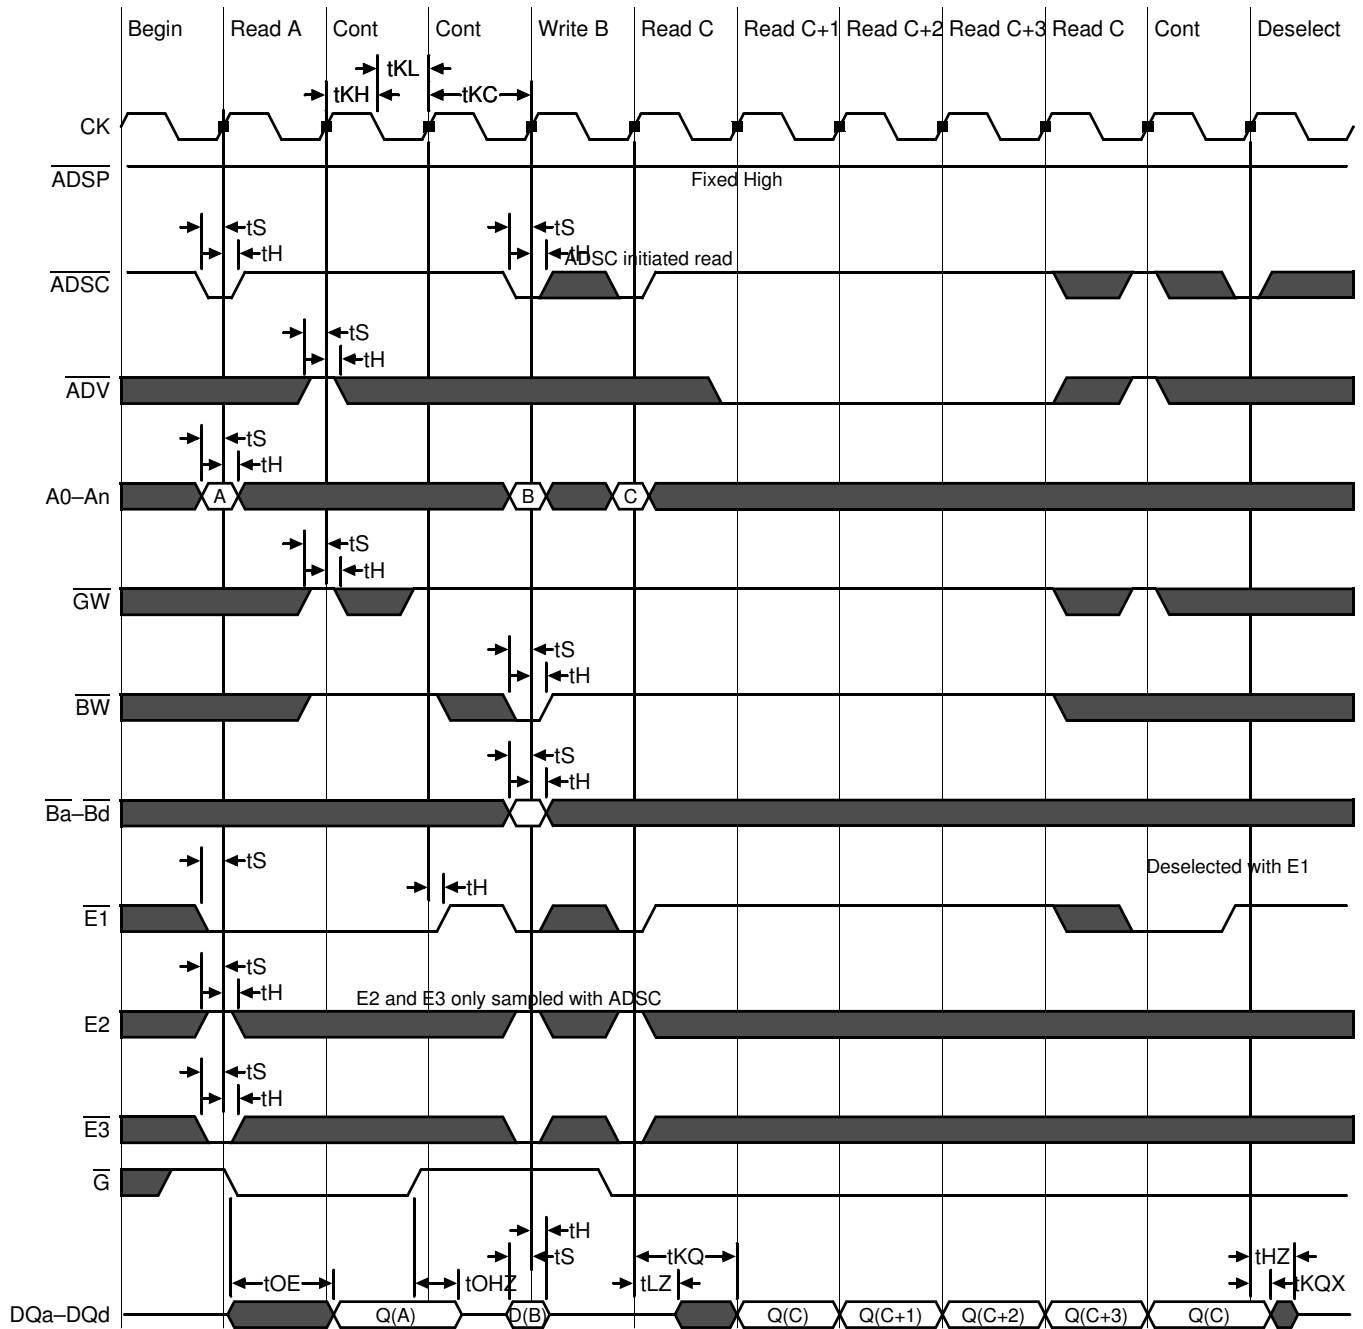 Begin Read A Cont Cont Write B Read C Read C+1 Read C+2 Read C+3 Read C Cont Deselect
tKL
tKH tKC
CK
ADSP
Fixed High
tS tS
tH tH
ADSC initiated read
ADSC
tS
tH
ADV
tS
tH
A0–An A B C
tS
tH
GW
tS
tH
BW
tS
tH
Ba–Bd
tS
Deselected with E1
tH
E1
tS
tH
E2 and E3 only sampled with ADSC
E2
tS
tH
E3
G
tH
tS tKQ tHZ
tOE tOHZ tLZ tKQX
DQa–DQd Q(A) D(B) Q(C) Q(C+1) Q(C+2) Q(C+3) Q(C)